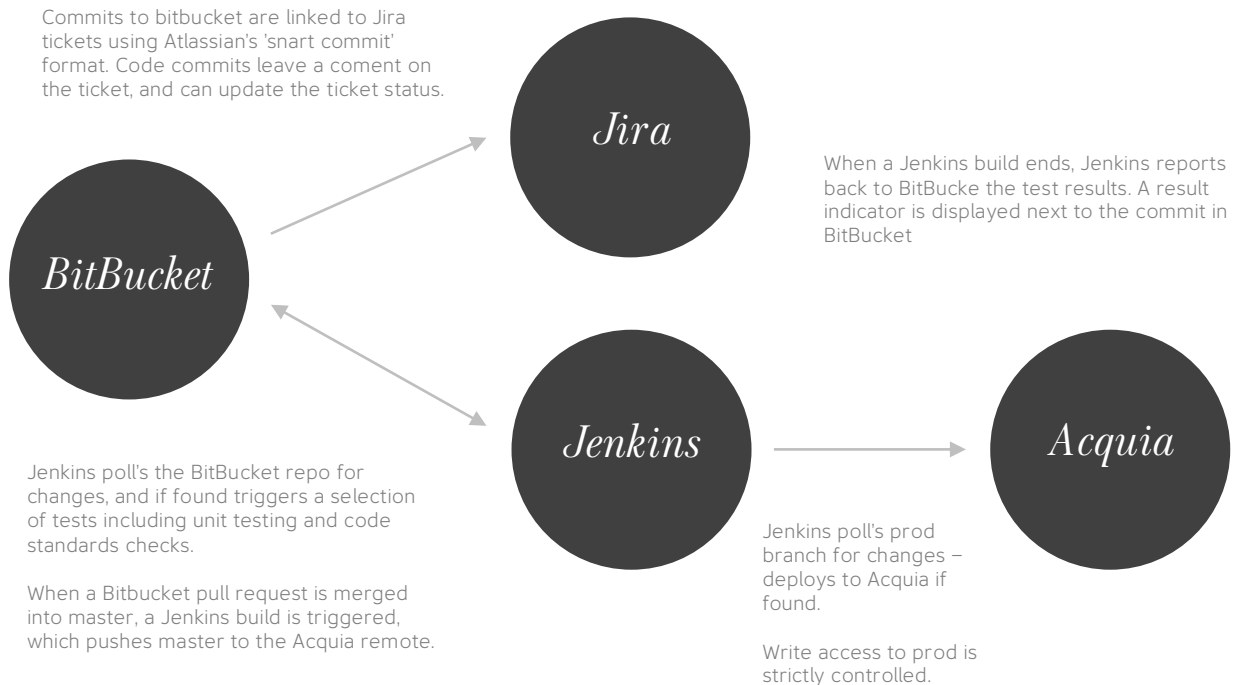 Commits to bitbucket are linked to Jira
tickets using Atlassian's 'snart commit'
format. Code commits leave a coment on
the ticket, and can update the ticket status.
Jira
When a Jenkins build ends, Jenkins reports
back to BitBucke the test results. A result
indicator is displayed next to the commit in
BitBucket
BitBucket
Jenkins
Acquia
Jenkins poll's the BitBucket repo for
changes, and if found triggers a selection
of tests including unit testing and code
standards checks.
When a Bitbucket pull request is merged
into master, a Jenkins build is triggered,
which pushes master to the Acquia remote.
Jenkins poll's prod
branch for changes –
deploys to Acquia if
found.
Write access to prod is
strictly controlled.